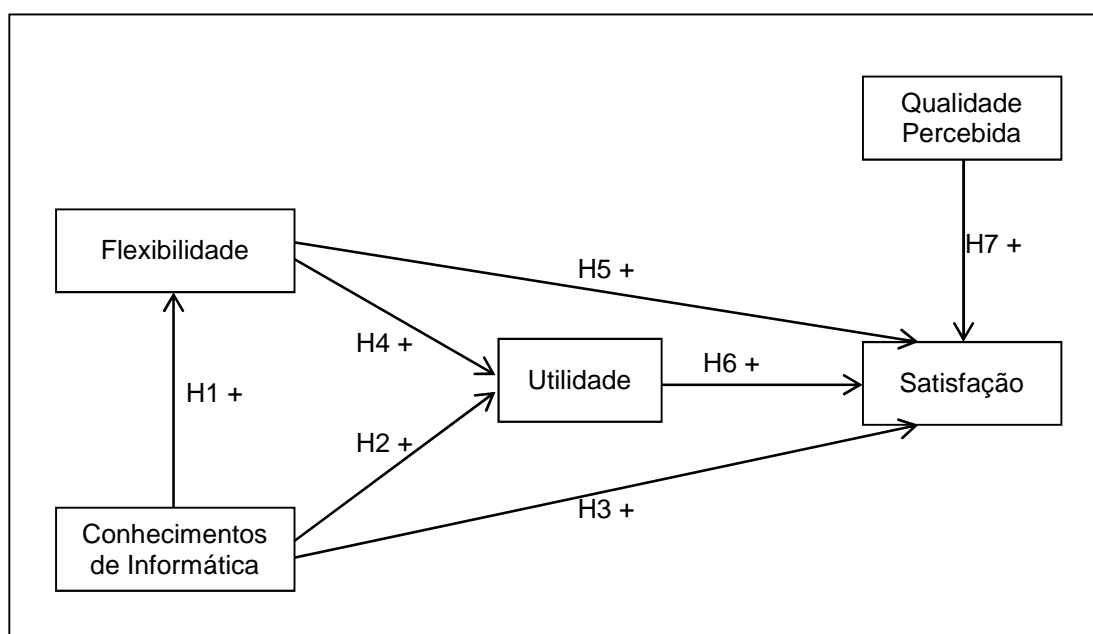 Qualidade
Percebida
Flexibilidade
H5 +
H7 +
H4 +
Utilidade
H6 +
Satisfação
H1 +
H2 +
H3 +
Conhecimentos
de Informática